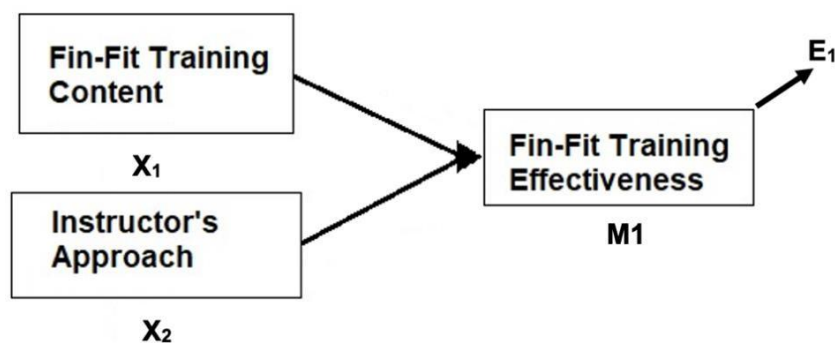 Fin-Fit Training
Content
X₁
Instructor's
Approach
X₂
Fin-Fit Training
Effectiveness
M1
E₁